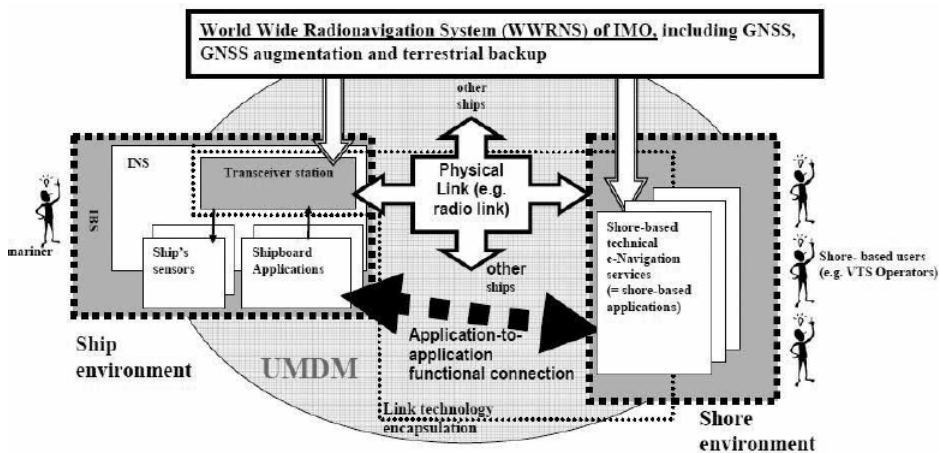 World Wide Radionavigation System (WWRNS) of IMO, including GNSS,
GNSS augmentation and terrestrial backup
other
ships
INS
Transceiver station
Physical
Link (e.g.
radio link)
IBS
mariner
Ship's
sensors
Shipboard
Applications
Shore-based
technical
e-Navigation
services
(= shore-based
applications)
Shore- based users
(e.g. VTS Operators)
other
ships
Ship
environment
UMDM
Application-to-
application
functional connection
Link technology
encapsulation
Shore
environment